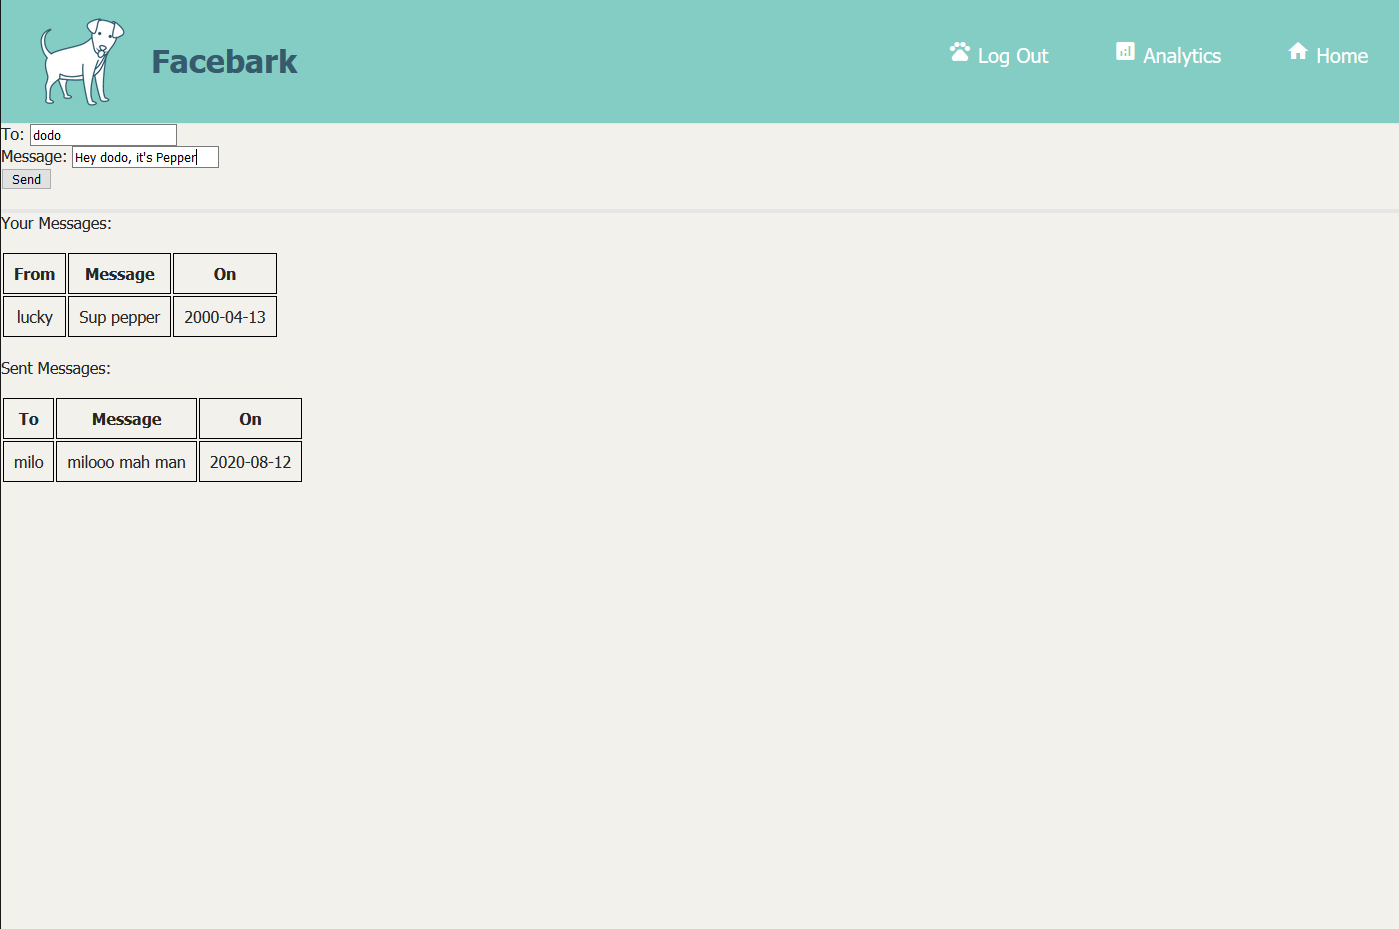 Facebark
Log Out
Analytics
Home
To: dodo
Message: Hey dodo, it's Pepper
Send
Your Messages:
From Message On
lucky Sup pepper 2000-04-13
Sent Messages:
To Message On
milo milooo mah man 2020-08-12